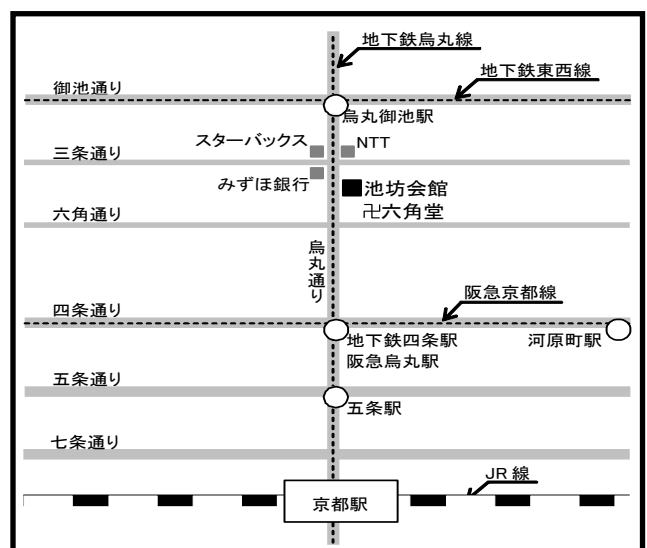 地下鉄烏丸線
地下鉄東西線
御池通り
烏丸御池駅
スターバックス
NTT
三条通り
みずほ銀行
池坊会館
卍六角堂
六角通り
烏丸通り
阪急京都線
四条通り
地下鉄四条駅
河原町駅
阪急烏丸駅
五条通り
五条駅
七条通り
JR 線
京都駅